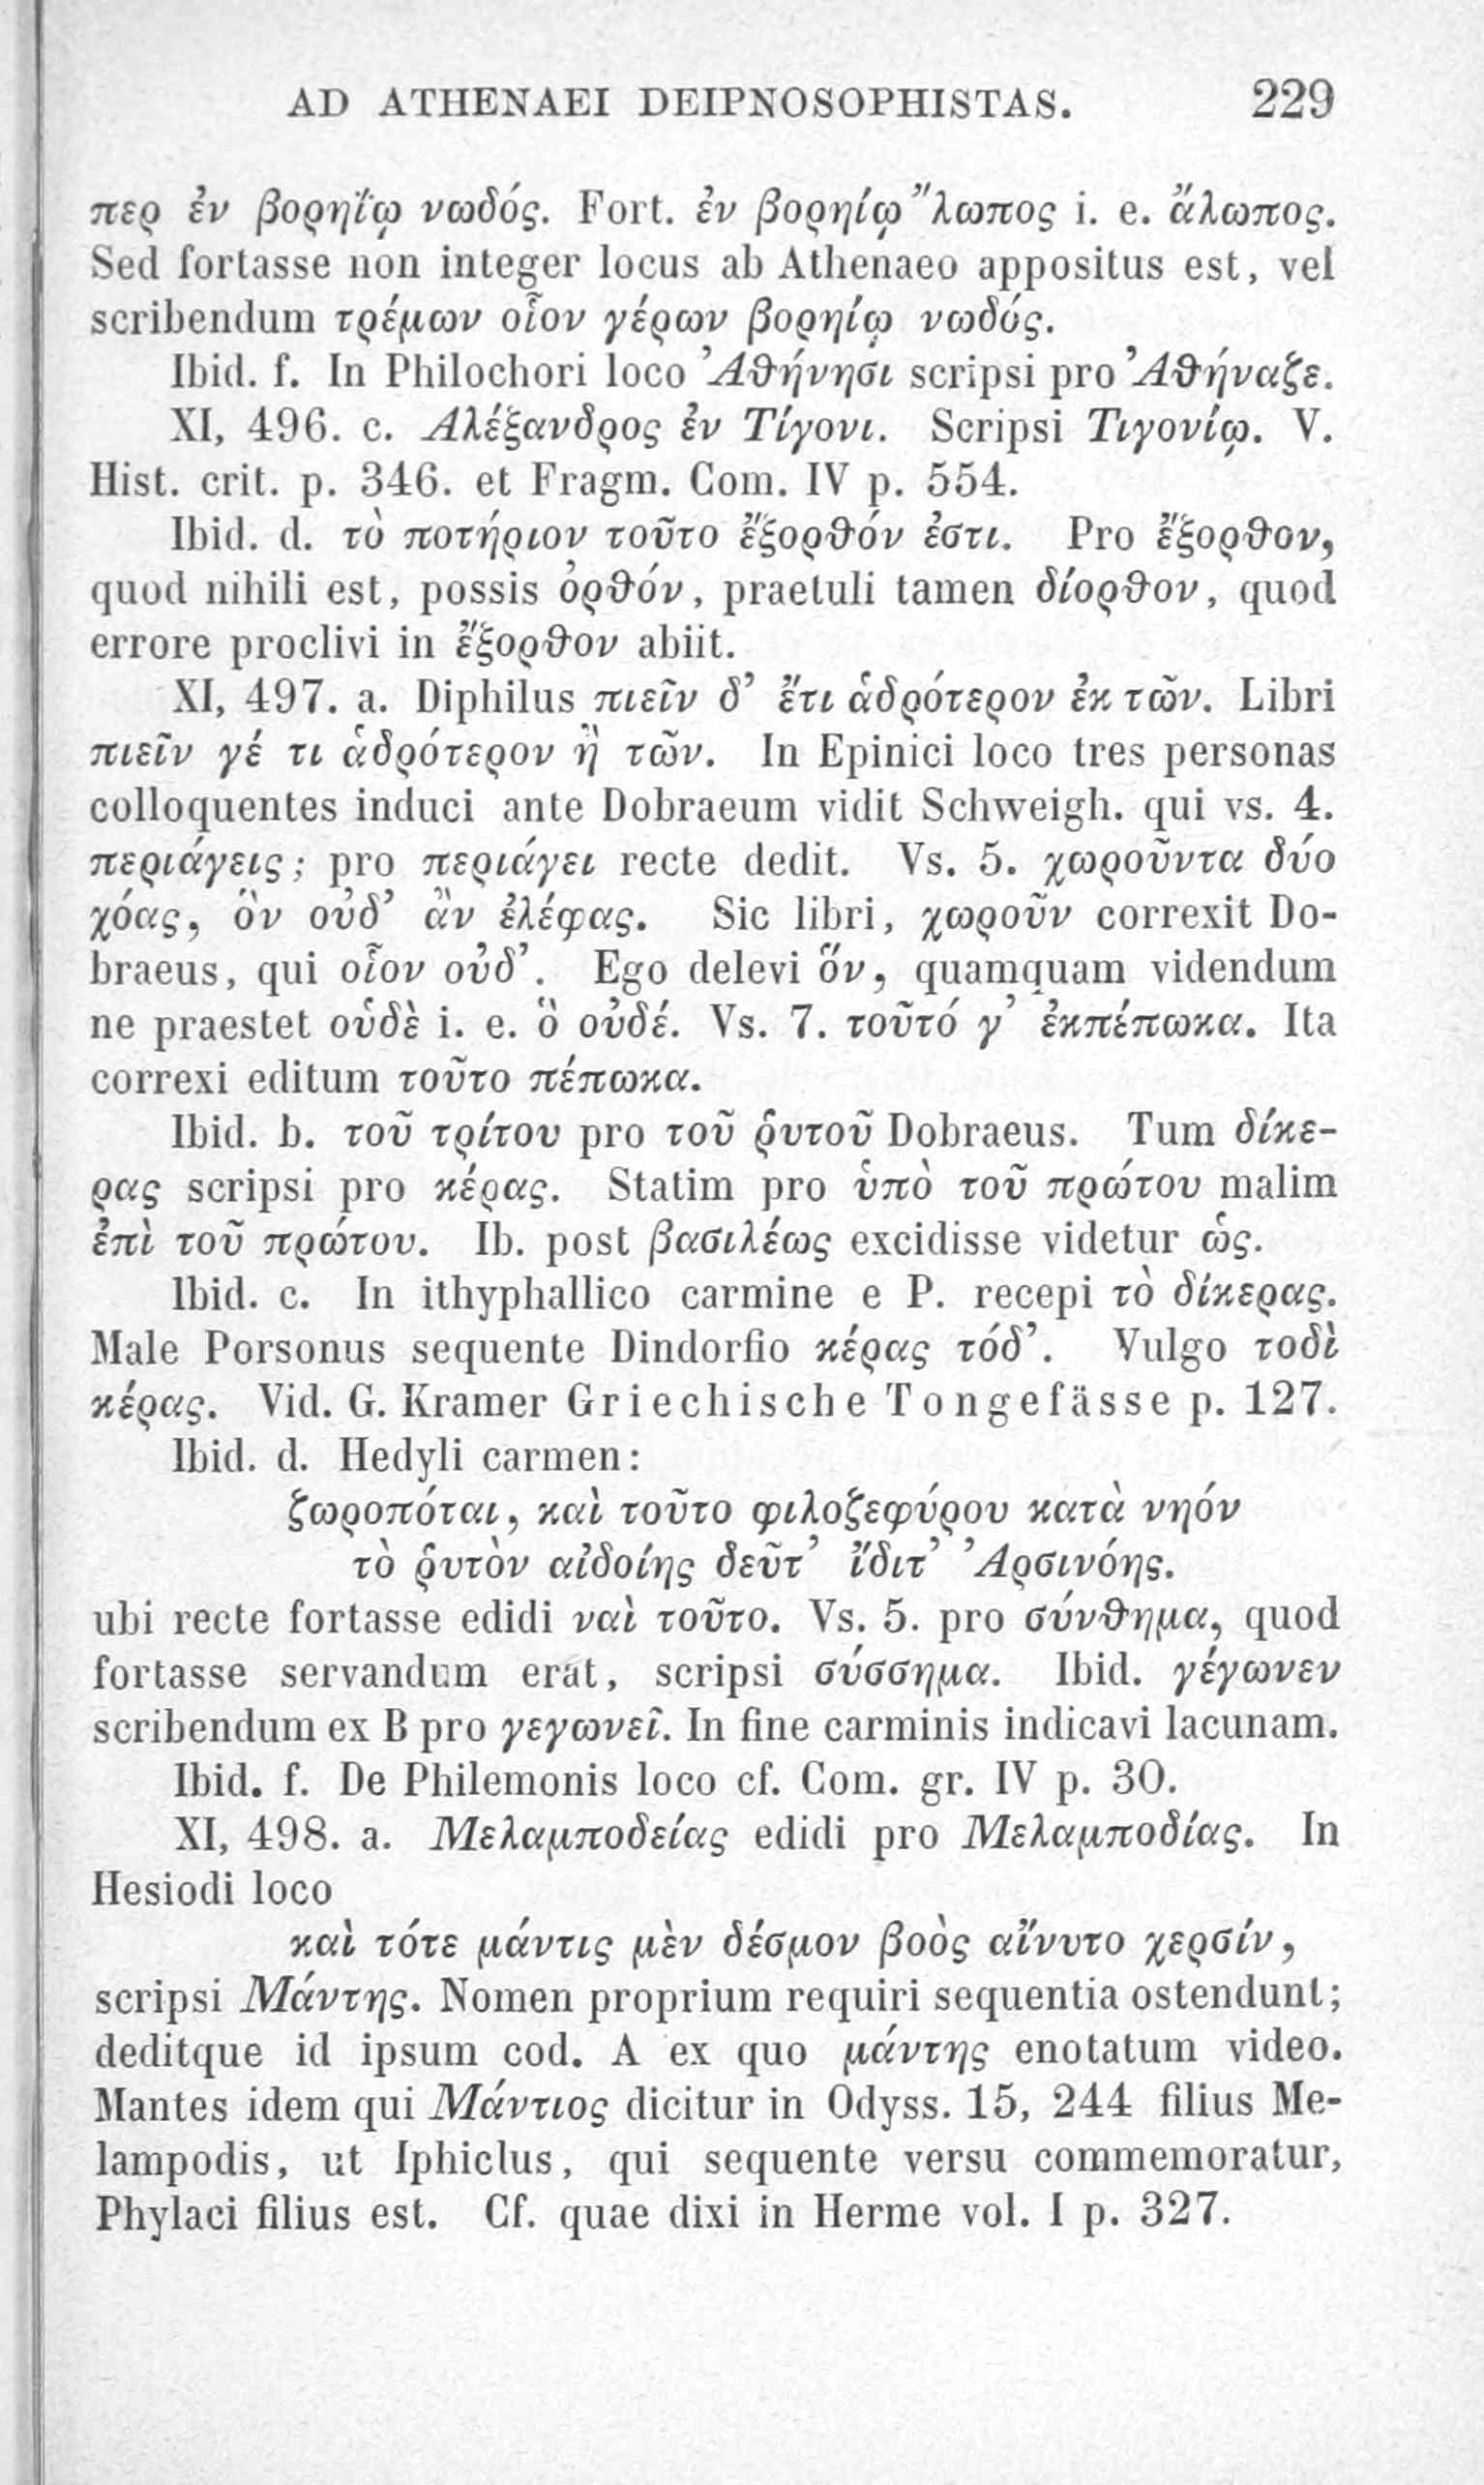 AD ATHENAEI DEIPNOSOPHISTAS. 229
περ ἐν βορηΐῳ νωδός. Fort. ἐν βορηίῳ ῎λωπος i. e. ἄλωπος.
Sed fortasse non integer locus ab Athenaeo appositus est, vel
scribendum τρέμων οἷον γέρων βορηίῳ νωδός.
Ibid. f. In Philochori loco Ἀθήνησι scripsi pro Ἀθήναζε.
XI, 496. c. Αλέξανδρος ἐν Τίγονι. Scripsi Τιγονίῳ. V.
Hist. crit. p. 346. et Fragm. Com. IV p. 554.
Ibid. d. τὸ ποτήριον τοῦτο ἔξορθόν ἐστι. Pro ἔξορθον,
quod nihili est, possis ὀρθόν, praetuli tamen δίορθον, quod
errore proclivi in ἔξορθον abiit.
XI, 497. a. Diphilus πιεῖν δ’ ἔτι ἁδρότερον ἐκ τῶν. Libri
πιεῖν γέ τι ἁδρότερον ἢ τῶν. In Epinici loco tres personas
colloquentes induci ante Dobraeum vidit Schweigh. qui vs. 4.
περιάγεις; pro περιάγει recte dedit. Vs. 5. χωροῦντα δύο
χόας, ὃν οὐδ’ ἂν ἐλέφας. Sic libri, χωροῦν correxit Do-
braeus, qui οἷον οὐδ’. Ego delevi ὅν, quamquam videndum
ne praestet οὑδὲ i. e. ὃ οὐδέ. Vs. 7. τοῦτό γ’ ἐκπέπωκα. Ita
correxi editum τοῦτο πέπωκα.
Ibid. b. τοῦ τρίτου pro τοῦ ῥυτοῦ Dobraeus. Tum δίκε-
ρας scripsi pro κέρας. Statim pro ὑπὸ τοῦ πρώτου malim
ἐπὶ τοῦ πρώτου. Ib. post βασιλέως excidisse videtur ὡς.
Ibid. c. In ithyphallico carmine e P. recepi τὸ δίκερας.
Male Porsonus sequente Dindorfio κέρας τόδ’. Vulgo τοδὶ
κέρας. Vid. G. Kramer Griechische Tongefässe p. 127.
Ibid. d. Hedyli carmen:
ζωροπόται, καὶ τοῦτο φιλοζεφύρου κατὰ νηόν
τὸ ῥυτὸν αἰδοίης δεῦτ’ ἴδιτ’ Ἀρσινόης.
ubi recte fortasse edidi ναὶ τοῦτο. Vs. 5. pro σύνθημα, quod
fortasse servandum erat, scripsi σύσσημα. Ibid. γέγωνεν
scribendum ex B pro γεγωνεῖ. In fine carminis indicavi lacunam.
Ibid. f. De Philemonis loco cf. Com. gr. IV p. 30.
XI, 498. a. Μελαμποδείας edidi pro Μελαμποδίας. In
Hesiodi loco
καὶ τότε μάντις μὲν δέσμον βοὸς αἴνυτο χερσίν,
scripsi Μάντης. Nomen proprium requiri sequentia ostendunt;
deditque id ipsum cod. A ex quo μάντης enotatum video.
Mantes idem qui Μάντιος dicitur in Odyss. 15, 244 filius Me-
lampodis, ut Iphiclus, qui sequente versu commemoratur,
Phylaci filius est. Cf. quae dixi in Herme vol. I p. 327.